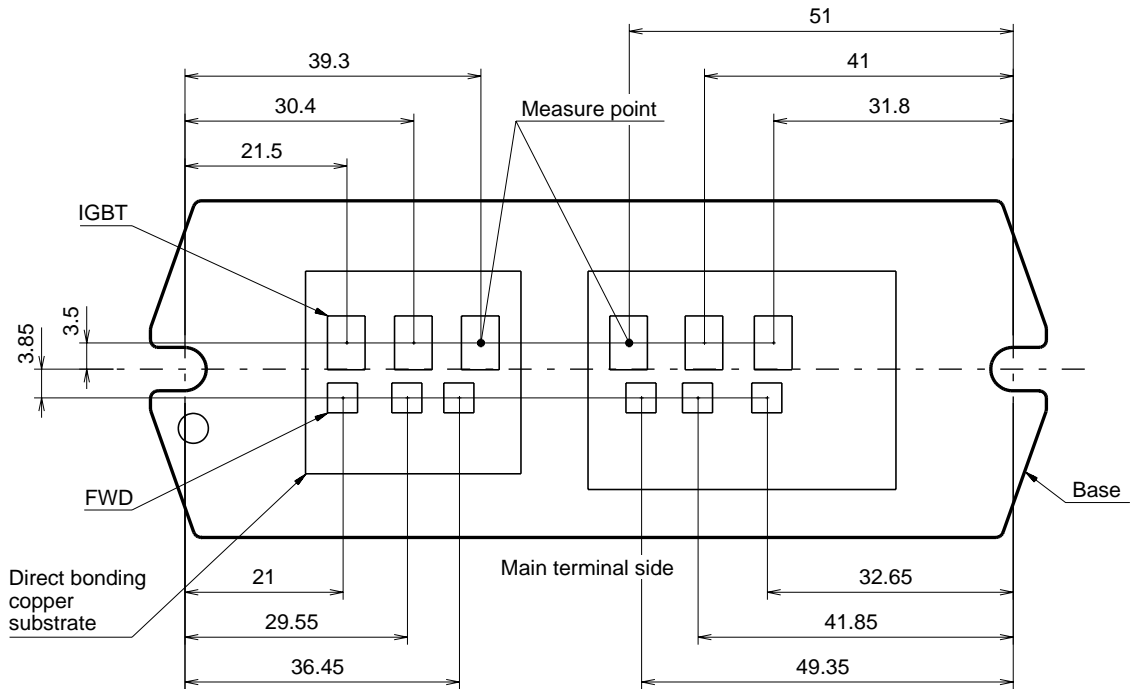 51
39.3
41
30.4
Measure point
31.8
21.5
IGBT
3.5
3.85
FWD
Base
Main terminal side
Direct bonding
copper
substrate
21
32.65
29.55
41.85
36.45
49.35